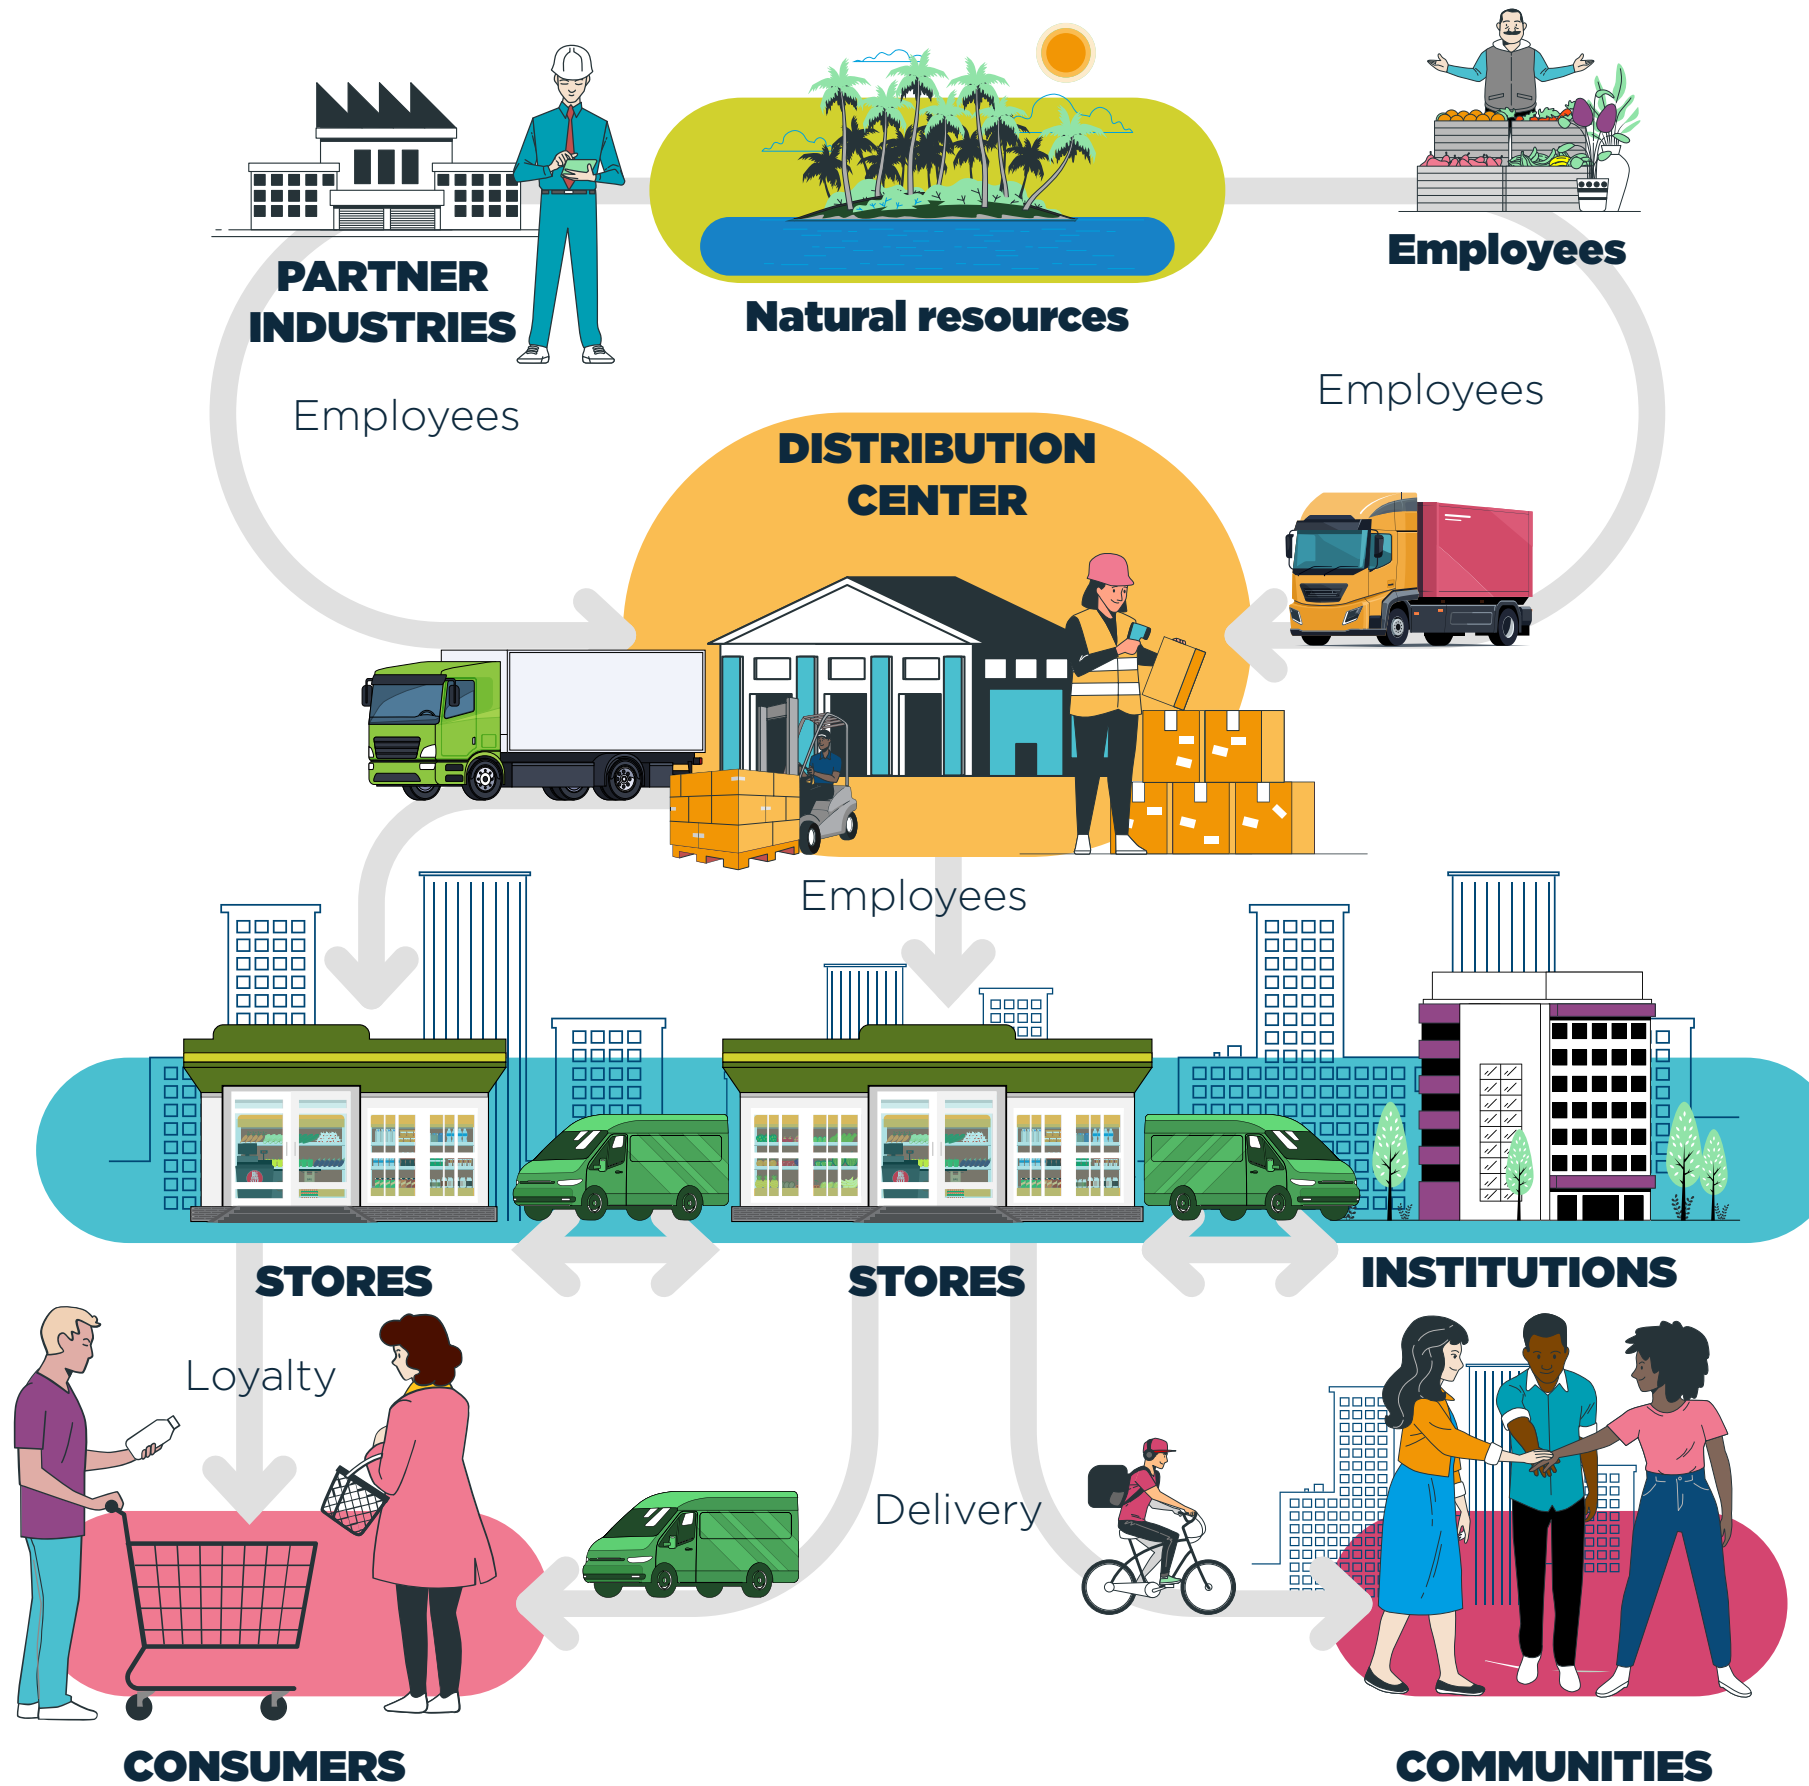 PARTNER
INDUSTRIES
Natural resources
Employees
Employees
Employees
DISTRIBUTION
CENTER
Employees
STORES
STORES
INSTITUTIONS
Loyalty
Delivery
CONSUMERS
COMMUNITIES